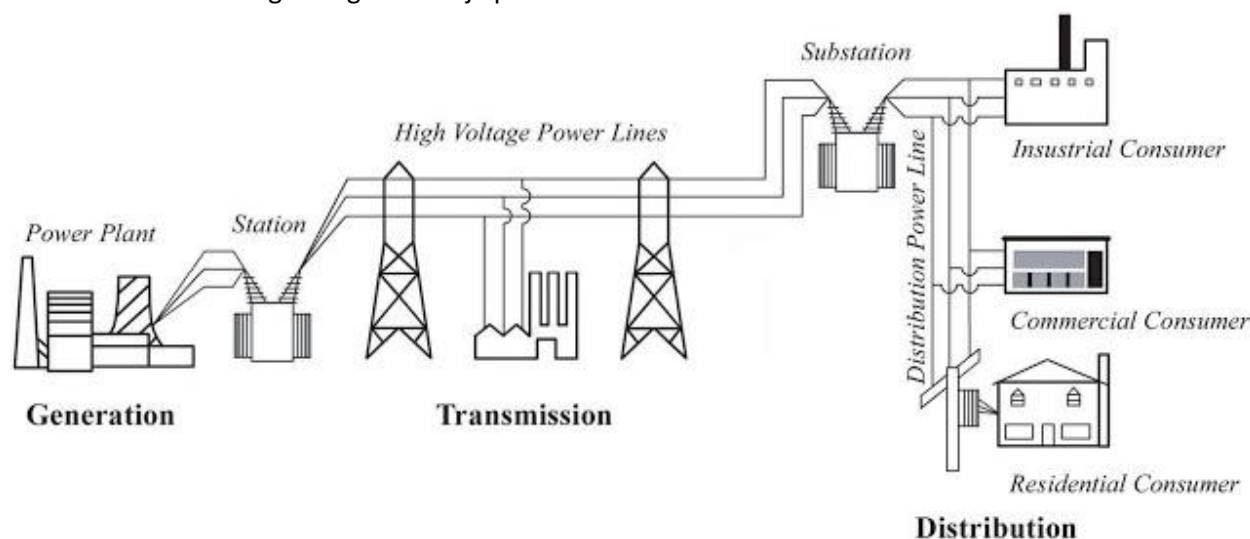 Substation
High Voltage Power Lines
Insustrial Consumer
Station
Power Plant
Distribution Power Line
Commercial Consumer
Generation
Transmission
Residential Consumer
Distribution